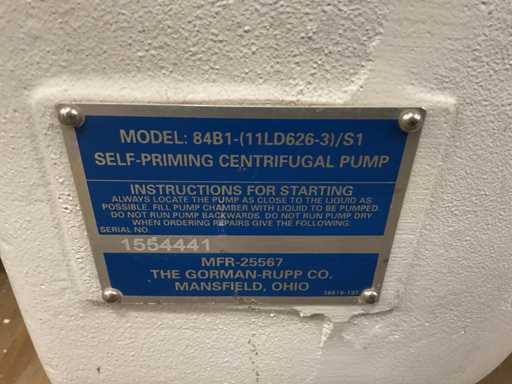 MODEL: 84B1-(11LD626-3)/S1
SELF-PRIMING CENTRIFUGAL PUMP
INSTRUCTIONS FOR STARTING
ALWAYS LOCATE THE PUMP AS CLOSE TO THE LIQUID AS
POSSIBLE. FILL PUMP CHAMBER WITH LIQUID TO BE PUMPED.
DO NOT RUN PUMP BACKWARDS. DO NOT RUN PUMP DRY
WHEN ORDERING REPAIRS GIVE THE FOLLOWING.
SERIAL NO.
1554441
MFR-25567
THE GORMAN-RUPP CO.
MANSFIELD, OHIO